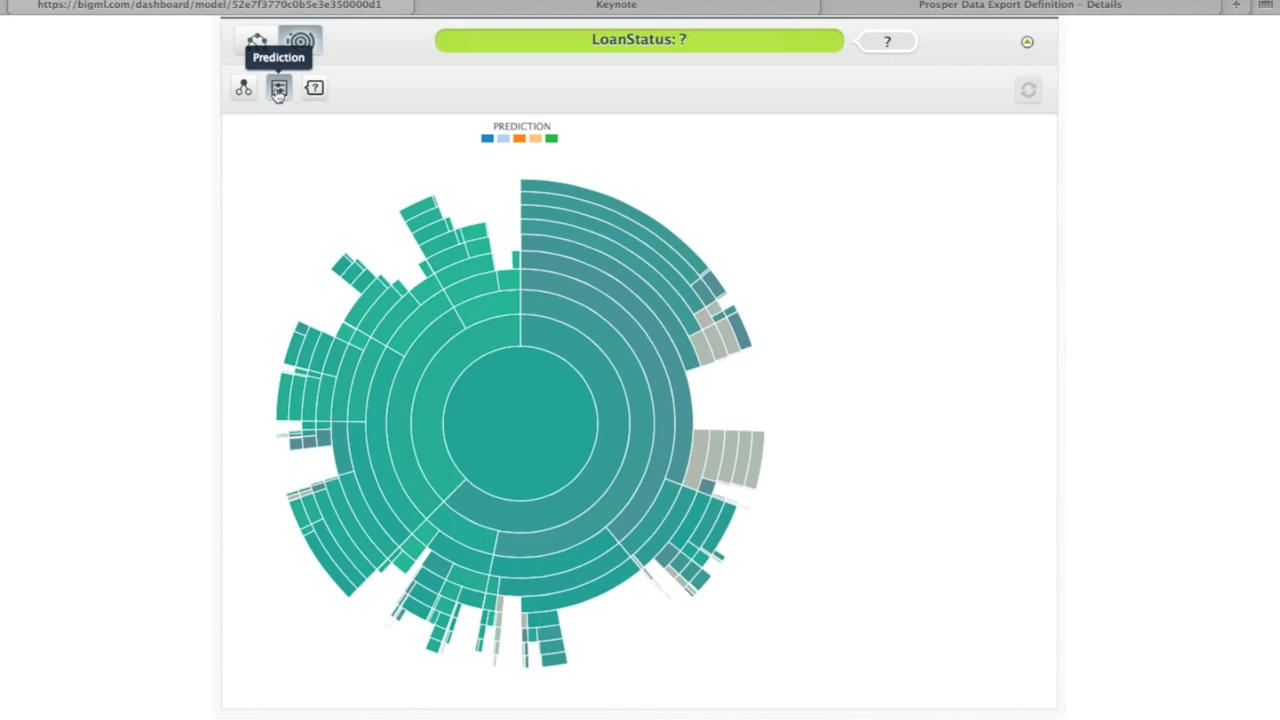 https://bigml.com/dashboard/model/52e7f3770c0b5e3e350000d1
Keynote
Prosper Data Export Definition – Details
+
LoanStatus: ?
?
Prediction
?
PREDICTION